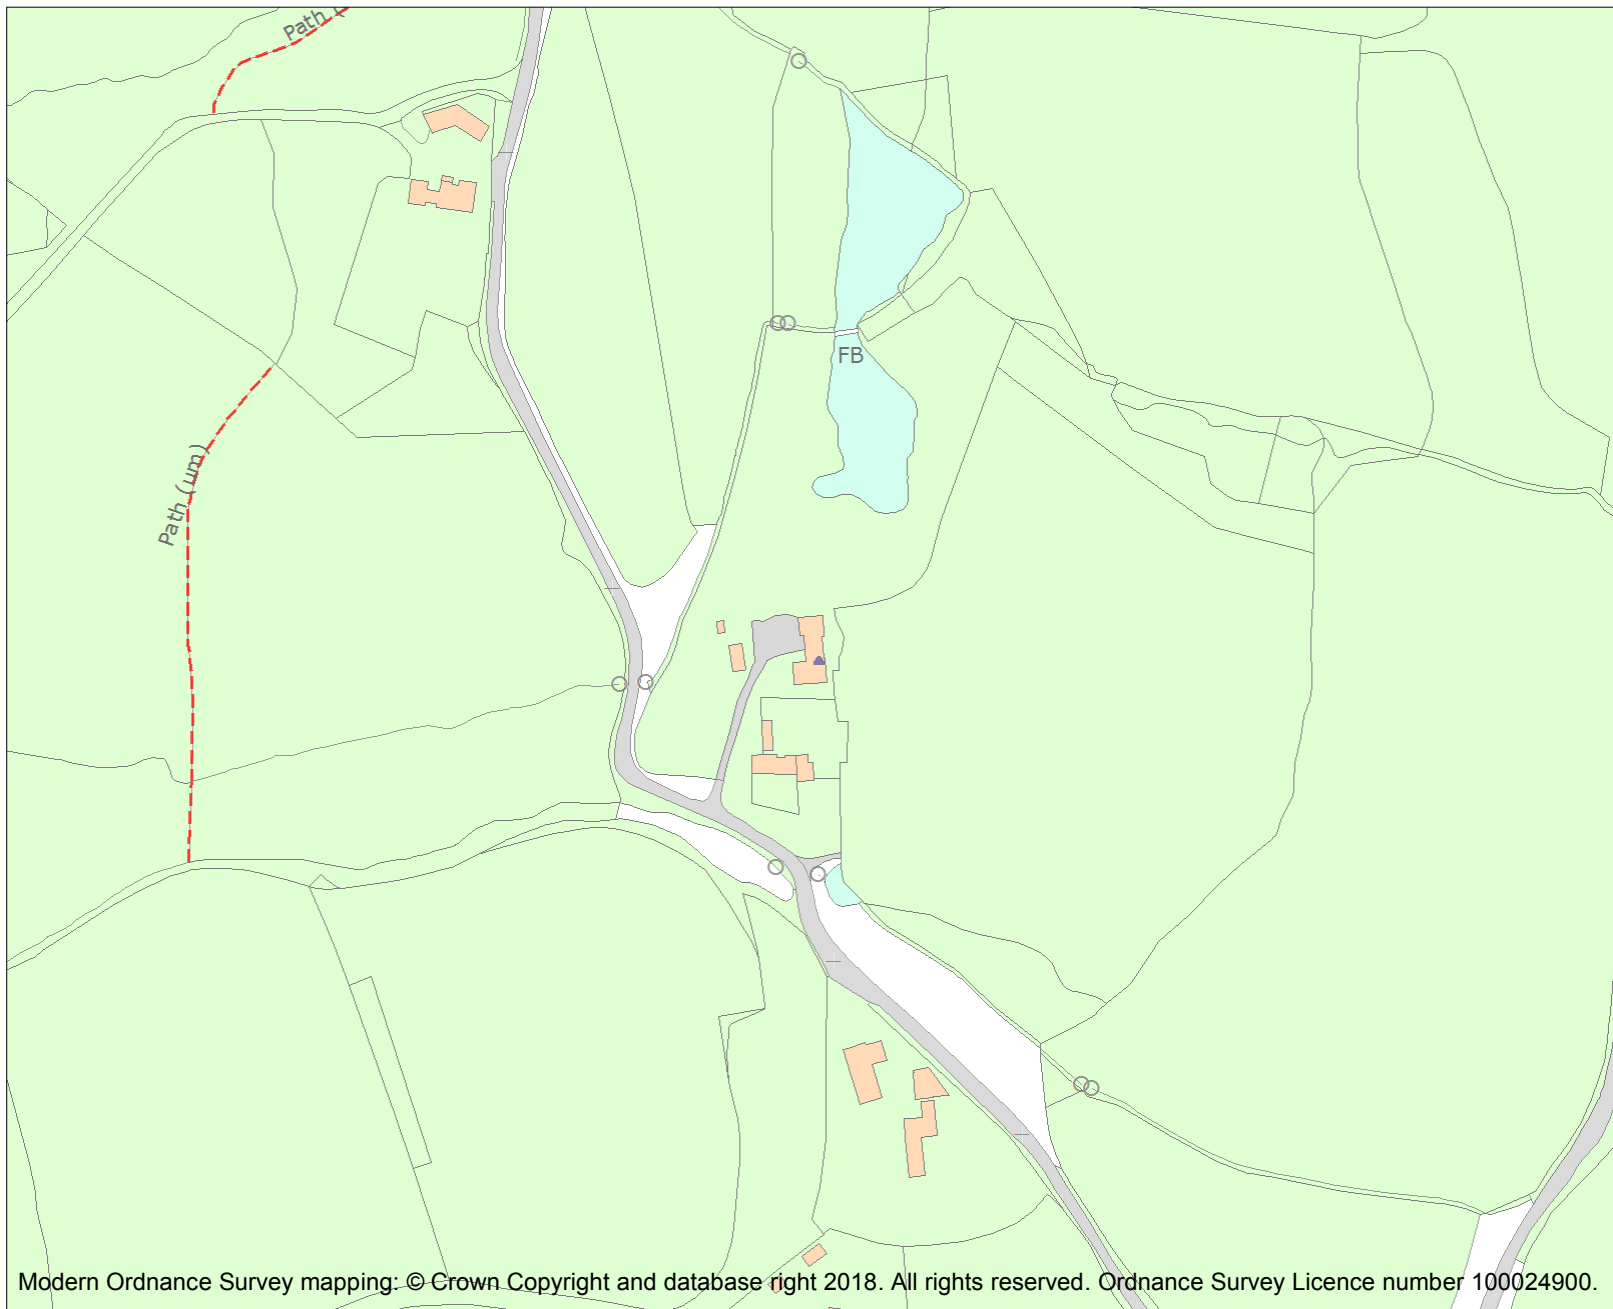 Path (
FB
Path (um)
Modern Ordnance Survey mapping: © Crown Copyright and database right 2018. All rights reserved. Ordnance Survey Licence number 100024900.